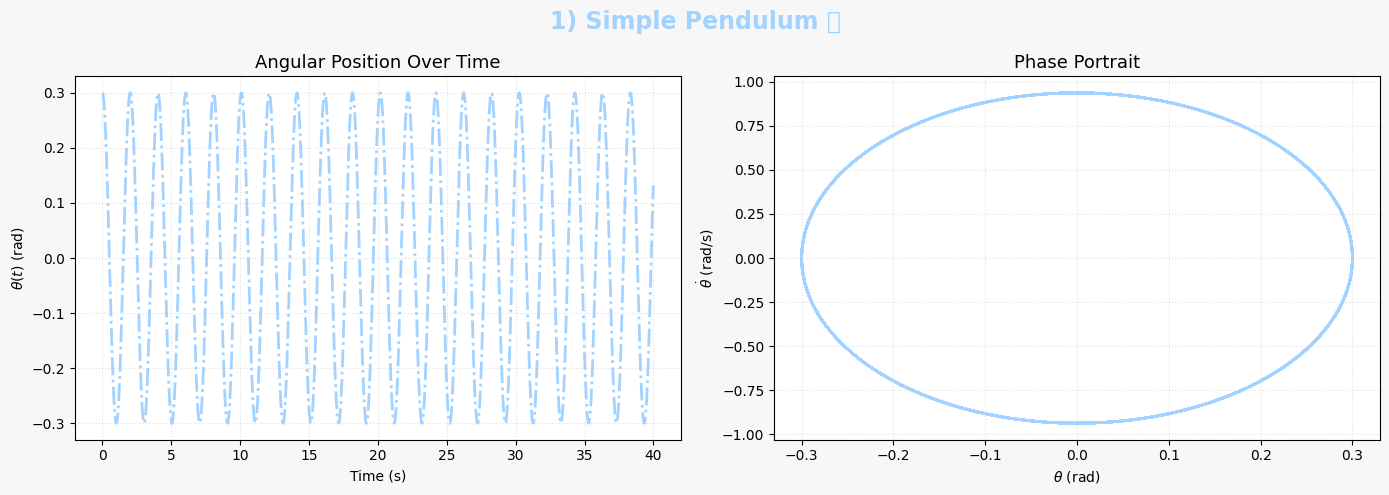 1) Simple Pendulum
Angular Position Over Time
θ(t) (rad)
0.3
0.2
0.1
0.0
−0.1
−0.2
−0.3
0 5 10 15 20 25 30 35 40
Time (s)
Phase Portrait
θ̇ (rad/s)
1.00
0.75
0.50
0.25
0.00
−0.25
−0.50
−0.75
−1.00
−0.3 −0.2 −0.1 0.0 0.1 0.2 0.3
θ (rad)